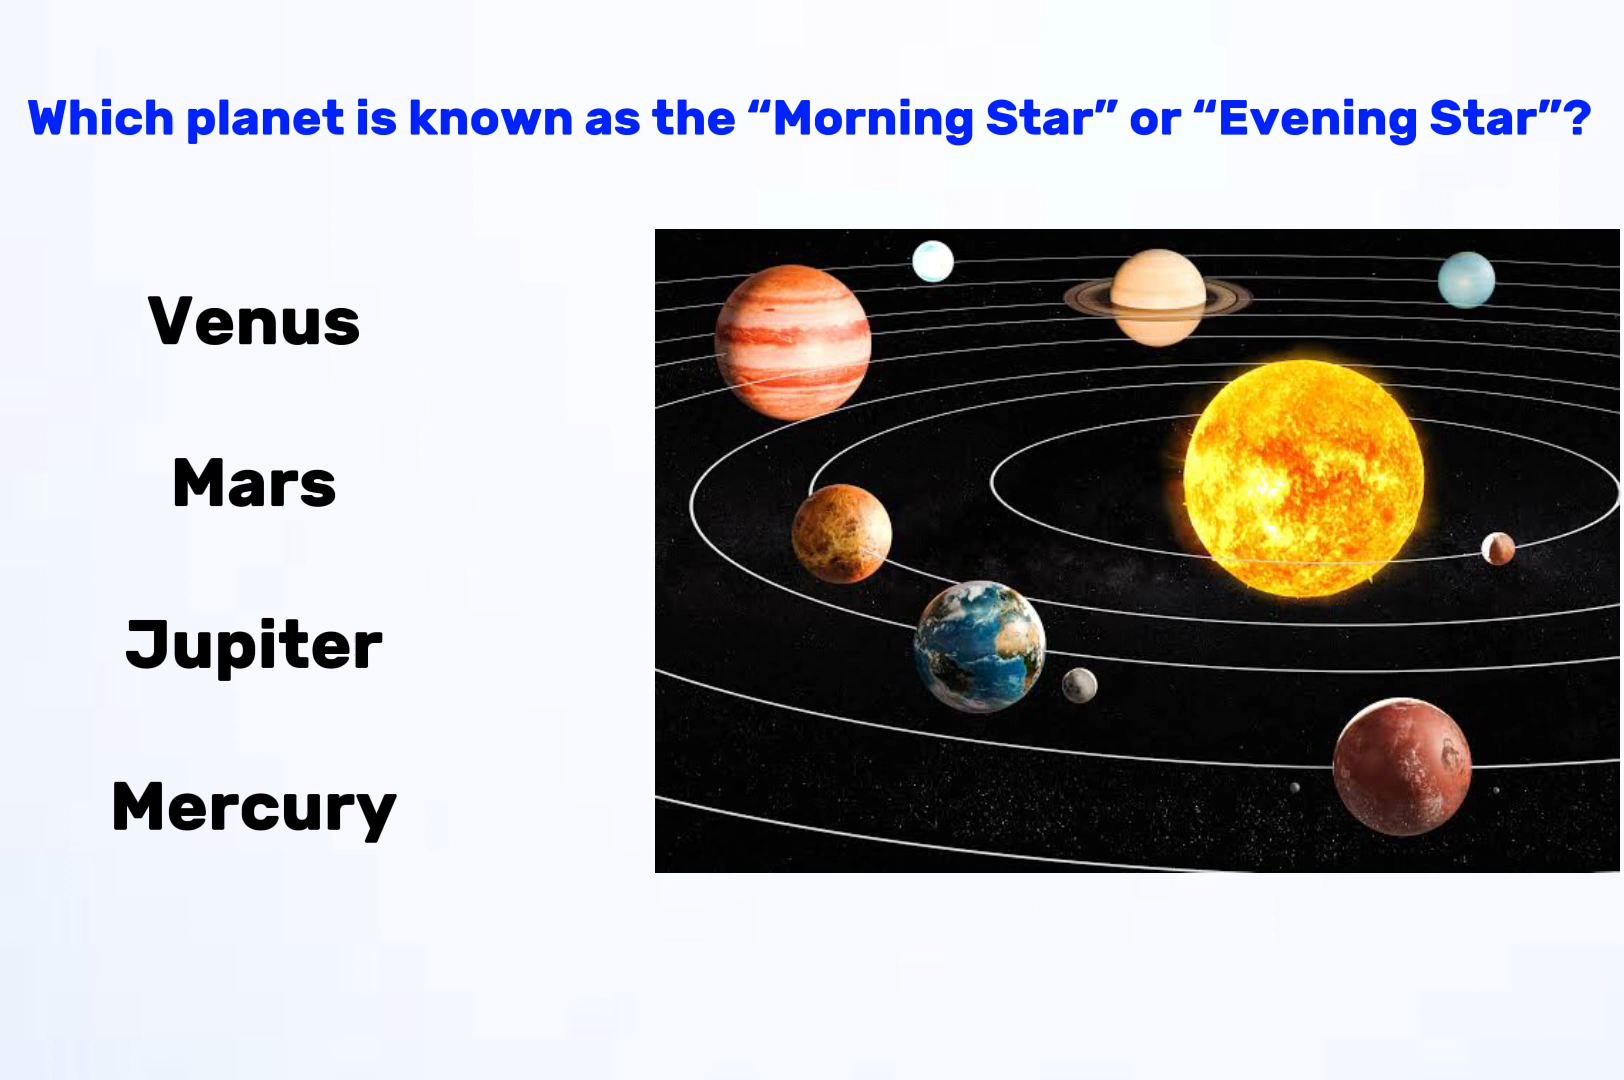 Which planet is known as the “Morning Star” or “Evening Star”?
Venus
Mars
Jupiter
Mercury